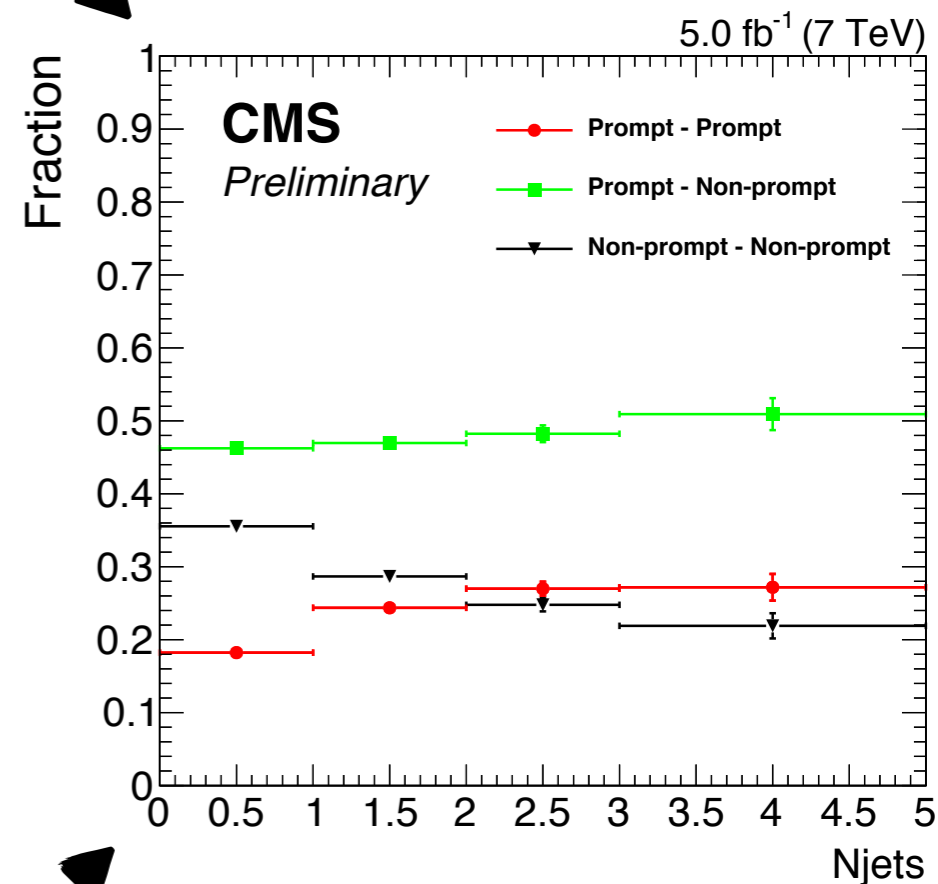 5.0 fb-1 (7 TeV)
Fraction
CMS
Preliminary
Prompt - Prompt
Prompt - Non-prompt
Non-prompt - Non-prompt
1
0.9
0.8
0.7
0.6
0.5
0.4
0.3
0.2
0.1
0
0 0.5 1 1.5 2 2.5 3 3.5 4 4.5 5
Njets